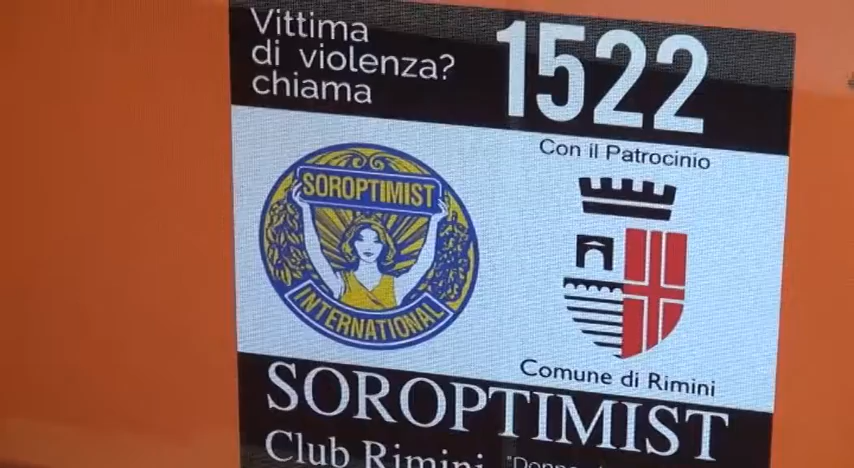 Vittima
di violenza?
chiama
1522
Con il Patrocinio
SOROPTIMIST
INTERNATIONAL
Comune di Rimini
SOROPTIMIST
Club Rimini